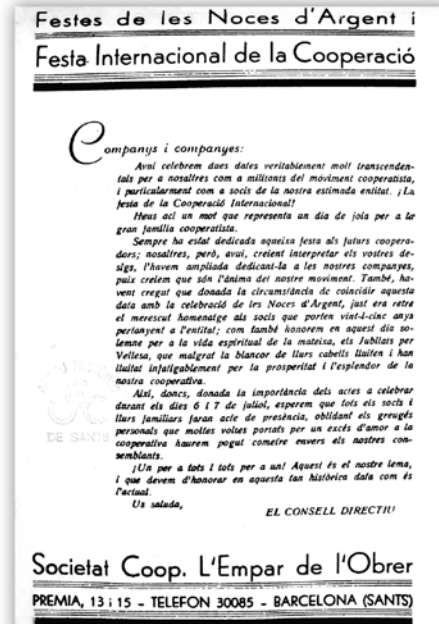 Festes de les Noces d'Argent i
Festa Internacional de la Cooperació
Companys i companyes:
Avui celebrem dues dates veritablement molt transcenden-
tals per a nosaltres com a militants del moviment cooperatista,
i particularment com a socis de la nostra estimada entitat. ¡La
festa de la Cooperació Internacional!
Heus ací un mot que representa un dia de joia per a la
gran família cooperatista.
Sempre ha estat dedicada aqueixa festa als futurs coopera-
dors; nosaltres, però, avui, creient interpretar els vostres de-
sigs, l'havem ampliada dedicant-la a les nostres companyes,
puix creiem que són l'ànima del nostre moviment. També, ha-
vent cregut que donada la circumstància de coincidir aquesta
data amb la celebració de les Noces d'Argent, just era retre
el merescut homenatge als socis que porten vint-i-cinc anys
pertanyent a l'entitat; com també honorem en aquest dia so-
lemne per a la vida espiritual de la mateixa, els Jubilats per
Vellesa, que malgrat la blancor de llurs cabells lluiten i han
lluitat infatigablement per la prosperitat i l'esplendor de la
nostra cooperativa.
Així, doncs, donada la importància dels actes a celebrar
durant els dies 6 i 7 de juliol, esperem que tots els socis i
llurs familiars faran acte de presència, oblidant els greugés
personals que moltes voltes portats per un excés d'amor a la
cooperativa haurem pogut cometre envers els nostres con-
semblants.
¡Un per a tots i tots per a un! Aquest és el nostre lema,
i que devem d'honorar en aquesta tan històrica data com és
l'actual.
Us saluda,
EL CONSELL DIRECTIU
DE SANTS
Societat Coop. L'Empar de l'Obrer
PREMIA, 13 i 15 - TELEFON 30085 - BARCELONA (SANTS)